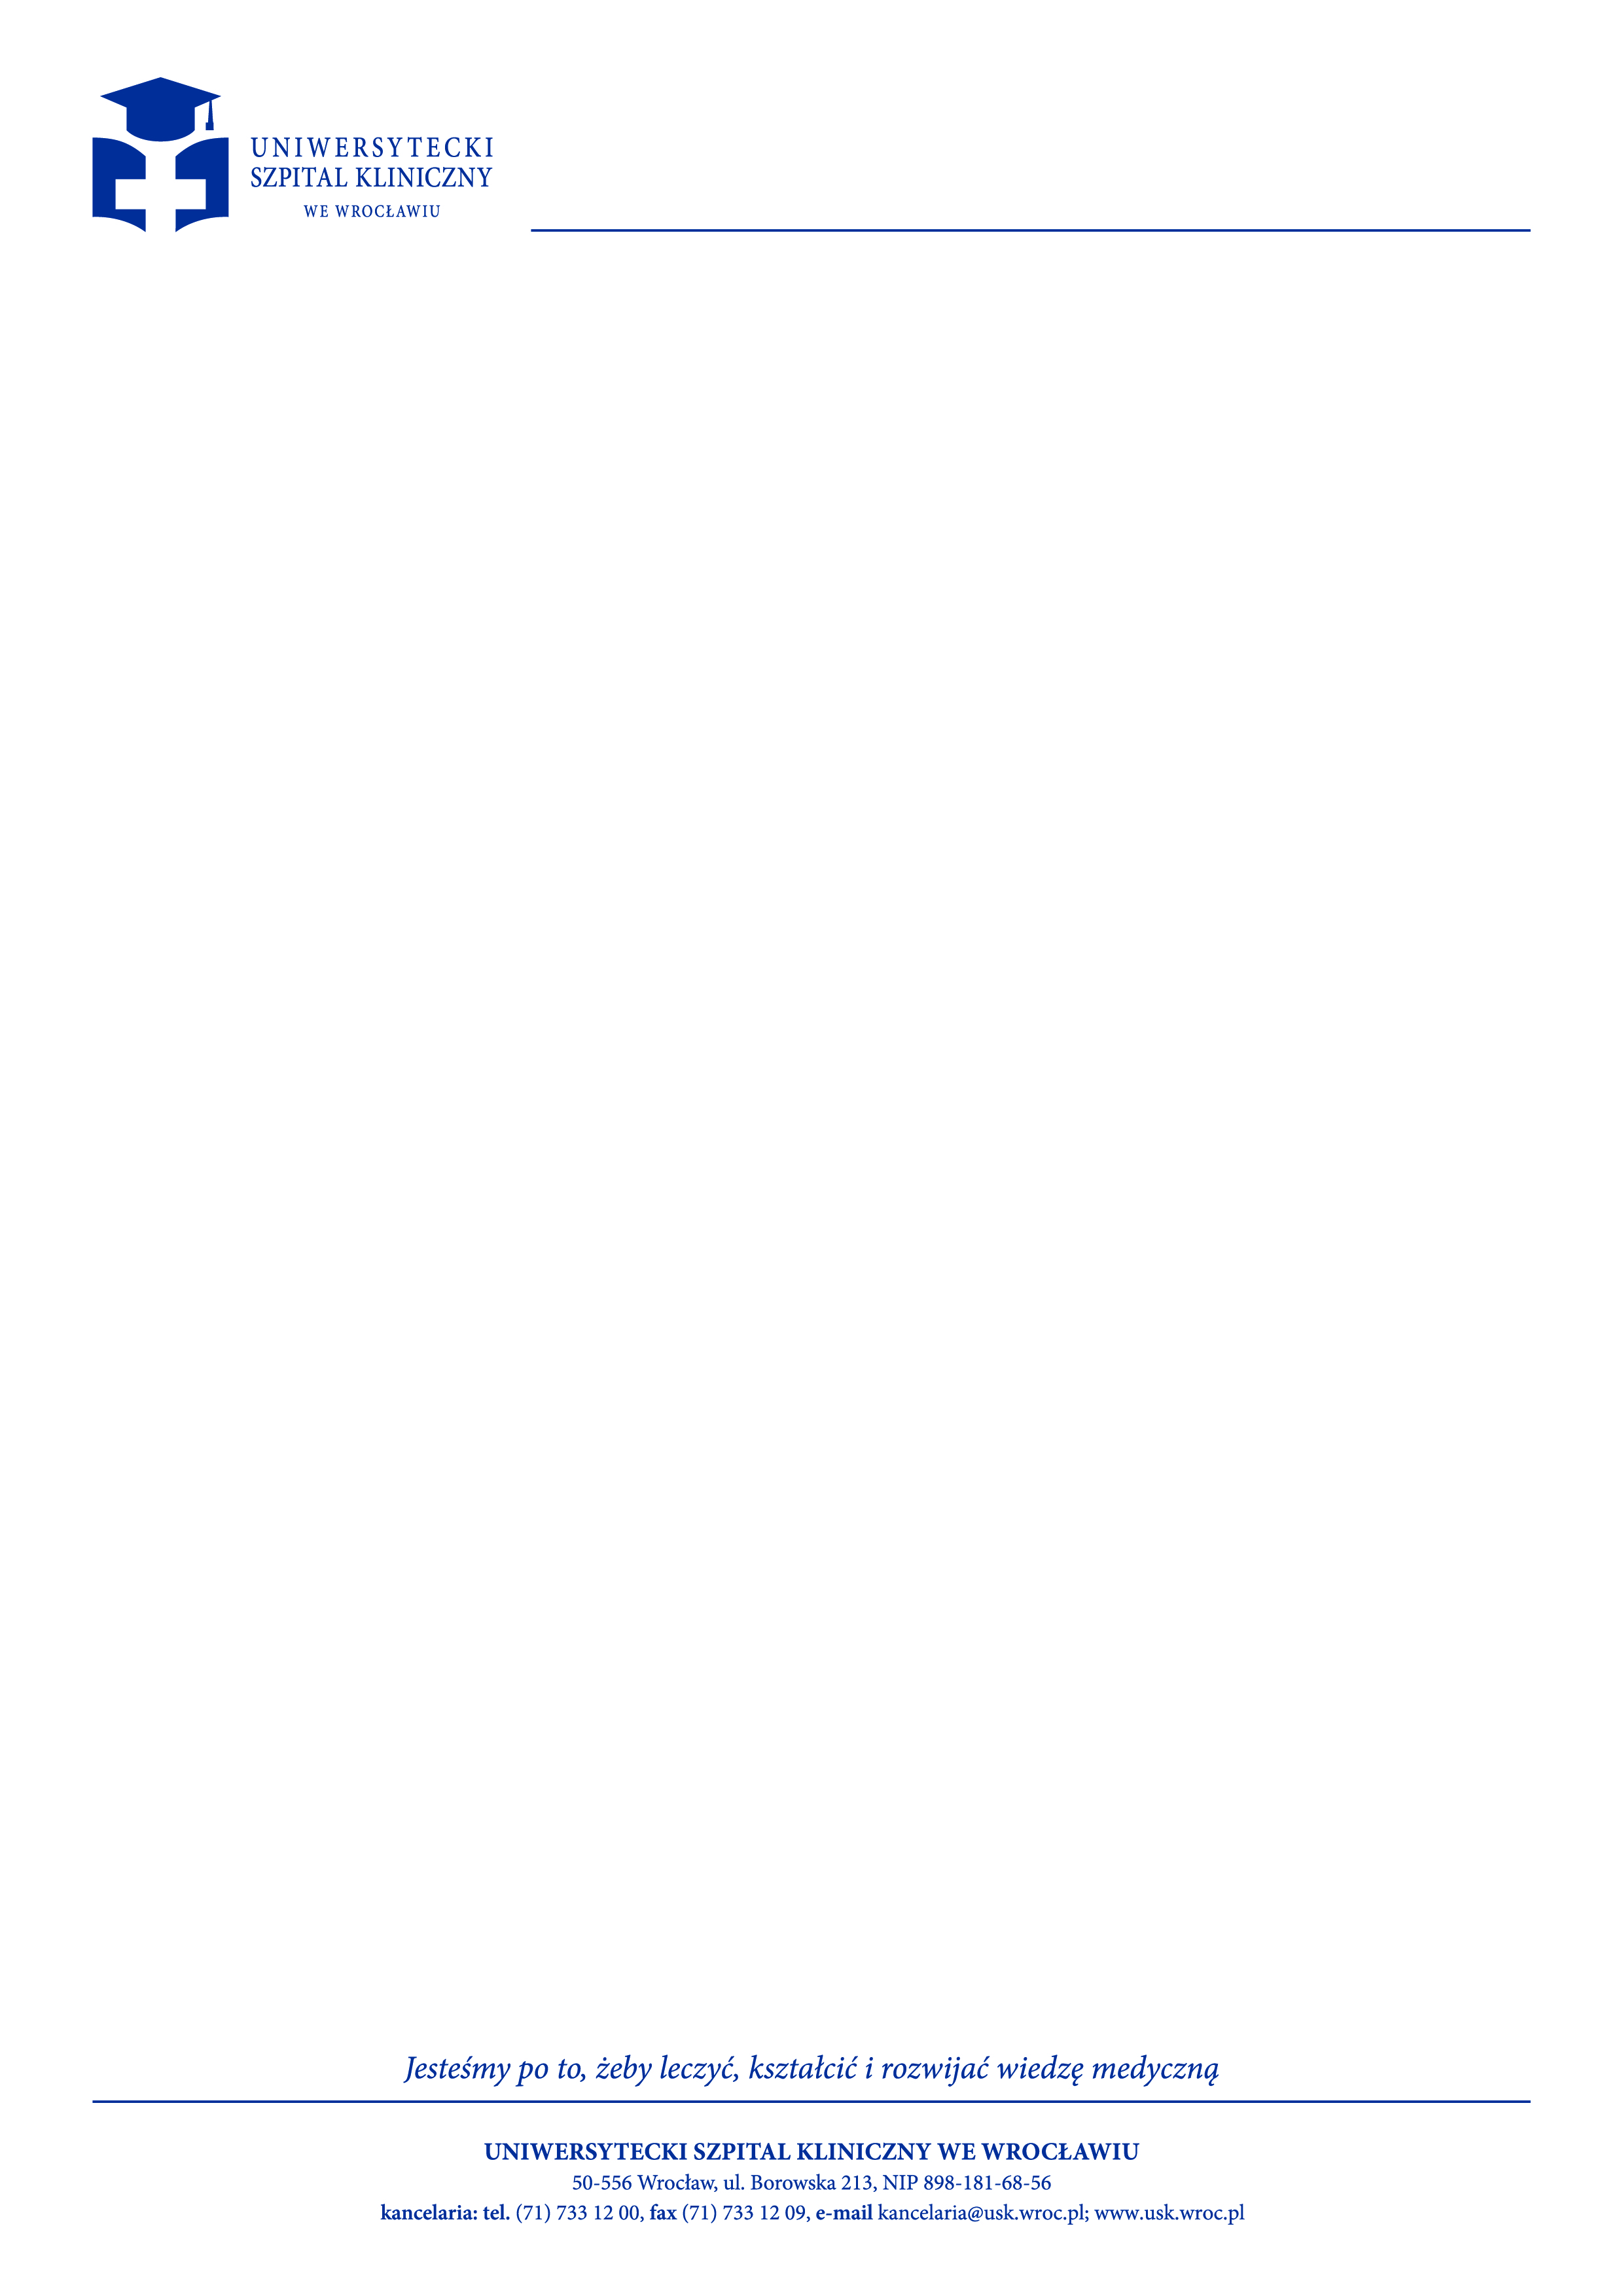 UNIWERSYTECKI
SZPITAL KLINICZNY
WE WROCŁAWIU
Jesteśmy po to, żeby leczyć, kształcić i rozwijać wiedzę medyczną
UNIWERSYTECKI SZPITAL KLINICZNY WE WROCŁAWIU
50-556 Wrocław, ul. Borowska 213, NIP 898-181-68-56
kancelaria: tel. (71) 733 12 00, fax (71) 733 12 09, e-mail kancelaria@usk.wroc.pl; www.usk.wroc.pl